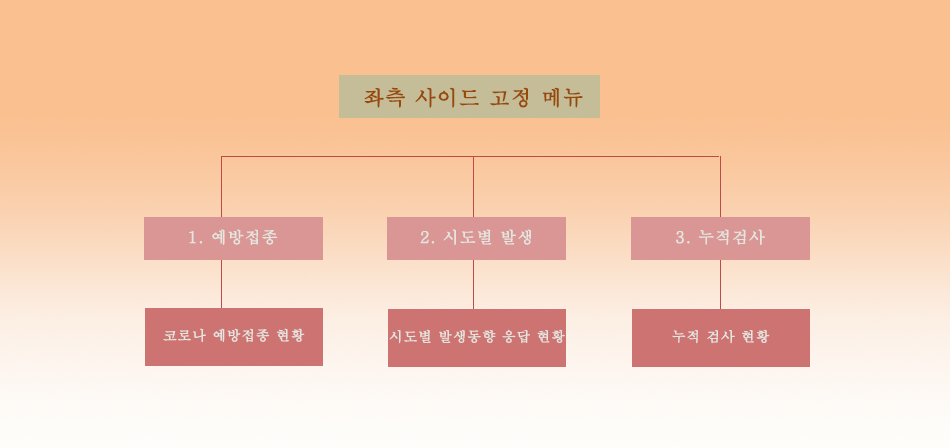 좌측 사이드 고정 메뉴
1. 예방접종
2. 시도별 발생
3. 누적검사
코로나 예방접종 현황
시도별 발생동향 응답 현황
누적 검사 현황